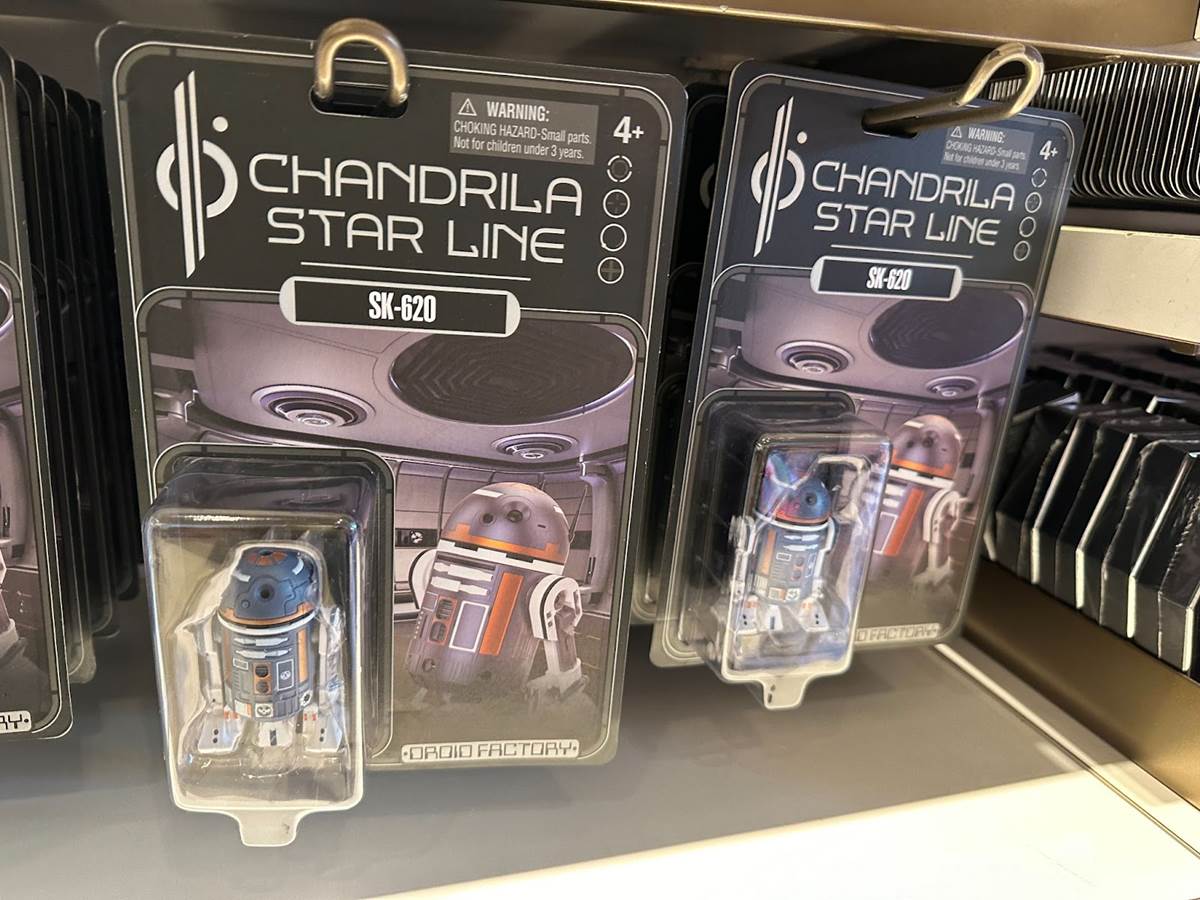 WARNING:
CHOKING HAZARD-Small parts.
Not for children under 3 years.
4+
CHANDRILA
STAR LINE
SK-620
DROID FACTORY
WARNING:
CHOKING HAZARD-Small parts.
Not for children under 3 years.
4+
CHANDRILA
STAR LINE
SK-620
DROID FACTORY